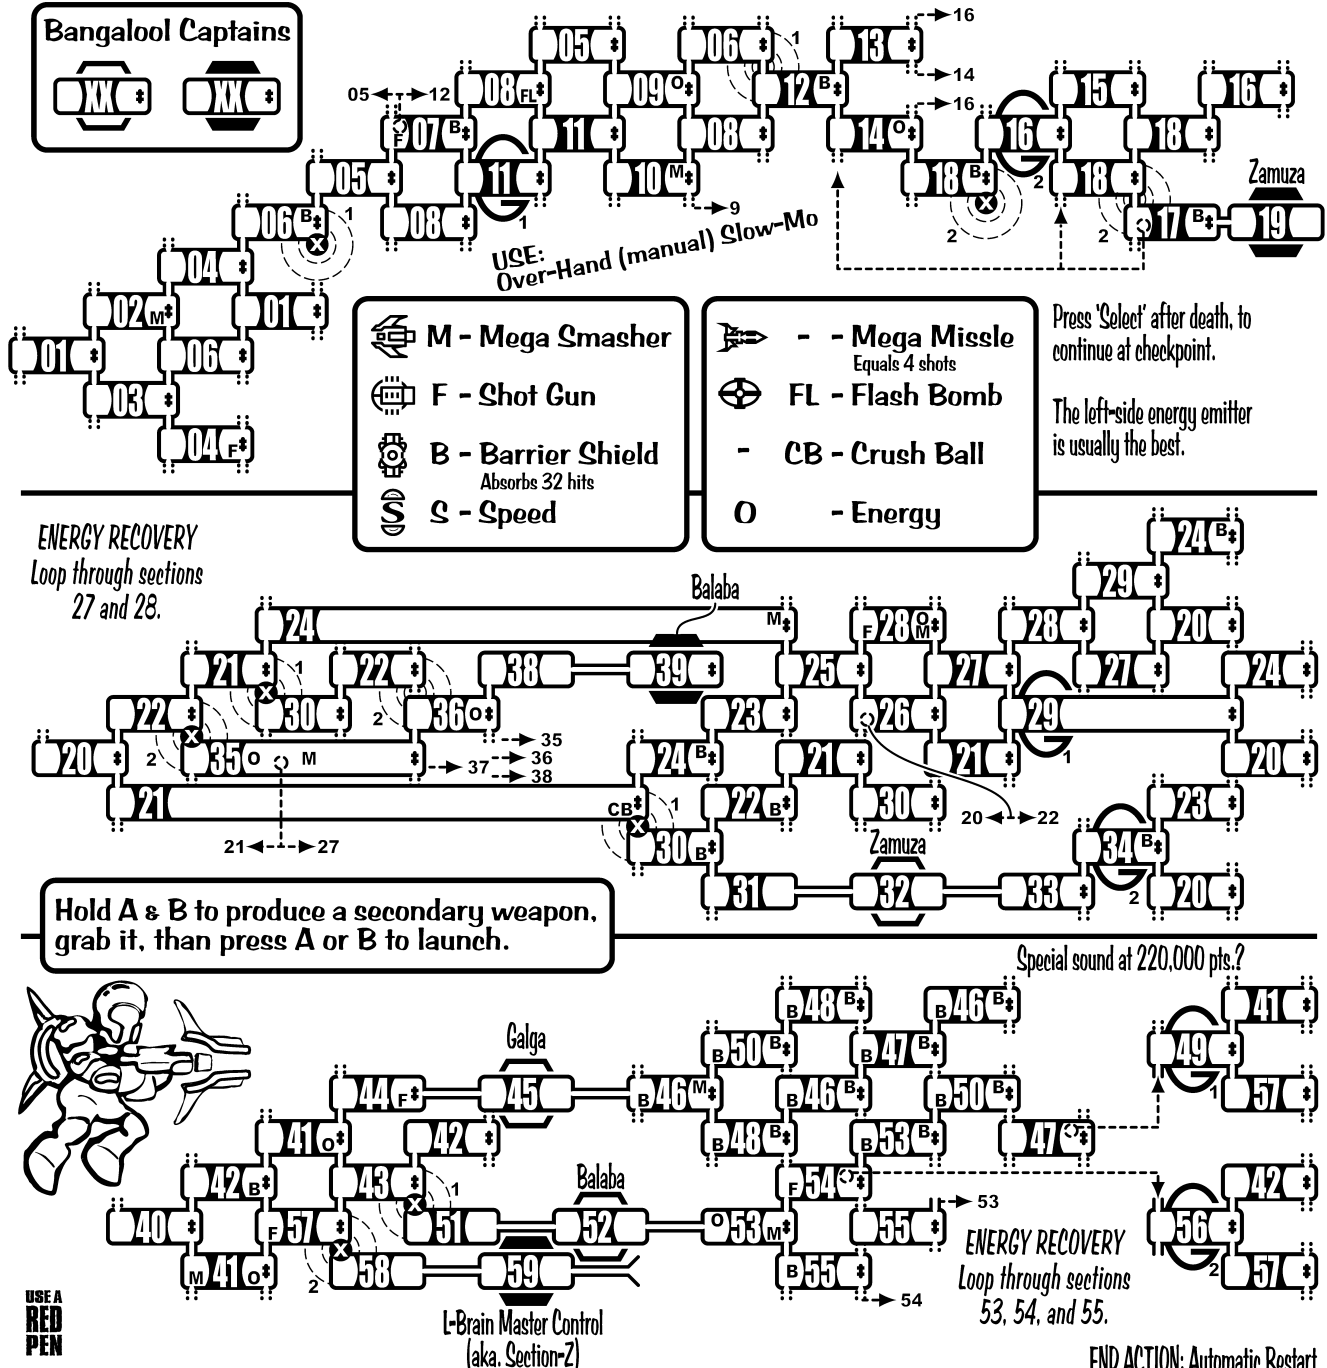 Bangalool Captains
XX XX
16
05 06 1 13
14
05 12 08 FL 09 O 12 B 15 16
16
F 07 B 11 08 14 O 16 18
05 11 10 M 18 B 2 18 Zamuza
1 9
06 B 1 08 2 2 17 B 19
USE:
Over-Hand (manual) Slow-Mo
04
02 M 01
01 06
03
04 F
M - Mega Smasher
F - Shot Gun
B - Barrier Shield
Absorbs 32 hits
S S - Speed
- - Mega Missle
Equals 4 shots
FL - Flash Bomb
- CB - Crush Ball
O - Energy
Press 'Select' after death, to
continue at checkpoint.
The left-side energy emitter
is usually the best.
ENERGY RECOVERY
Loop through sections
27 and 28.
24 B
29
Balaba
24 M F 28 O M 28 20
21 1 22 38 39 25 27 27 24
22 30 2 36 O 23 26 29
35
20 2 35 O M 37 36 24 B 21 21 1 20
38
21 CB 1 22 B 30 20 22 23
21 27 30 B Zamuza 34 B
31 32 33 2 20
Hold A & B to produce a secondary weapon,
grab it, than press A or B to launch.
Special sound at 220,000 pts.?
B 48 B B 46 B 41
Galga B 50 B B 47 B 49
44 F 45 B 46 M B 46 B B 50 B 1 57
41 O 42 B 48 B B 53 B 47
42 B 43 1 Balaba F 54 42
40 F 57 51 52 O 53 M 55 53 56
M 41 O 2 58 59 B 55 2 57
54
ENERGY RECOVERY
Loop through sections
53, 54, and 55.
L-Brain Master Control
(aka. Section-Z)
USE A
RED
PEN
END ACTION: Automatic Restart